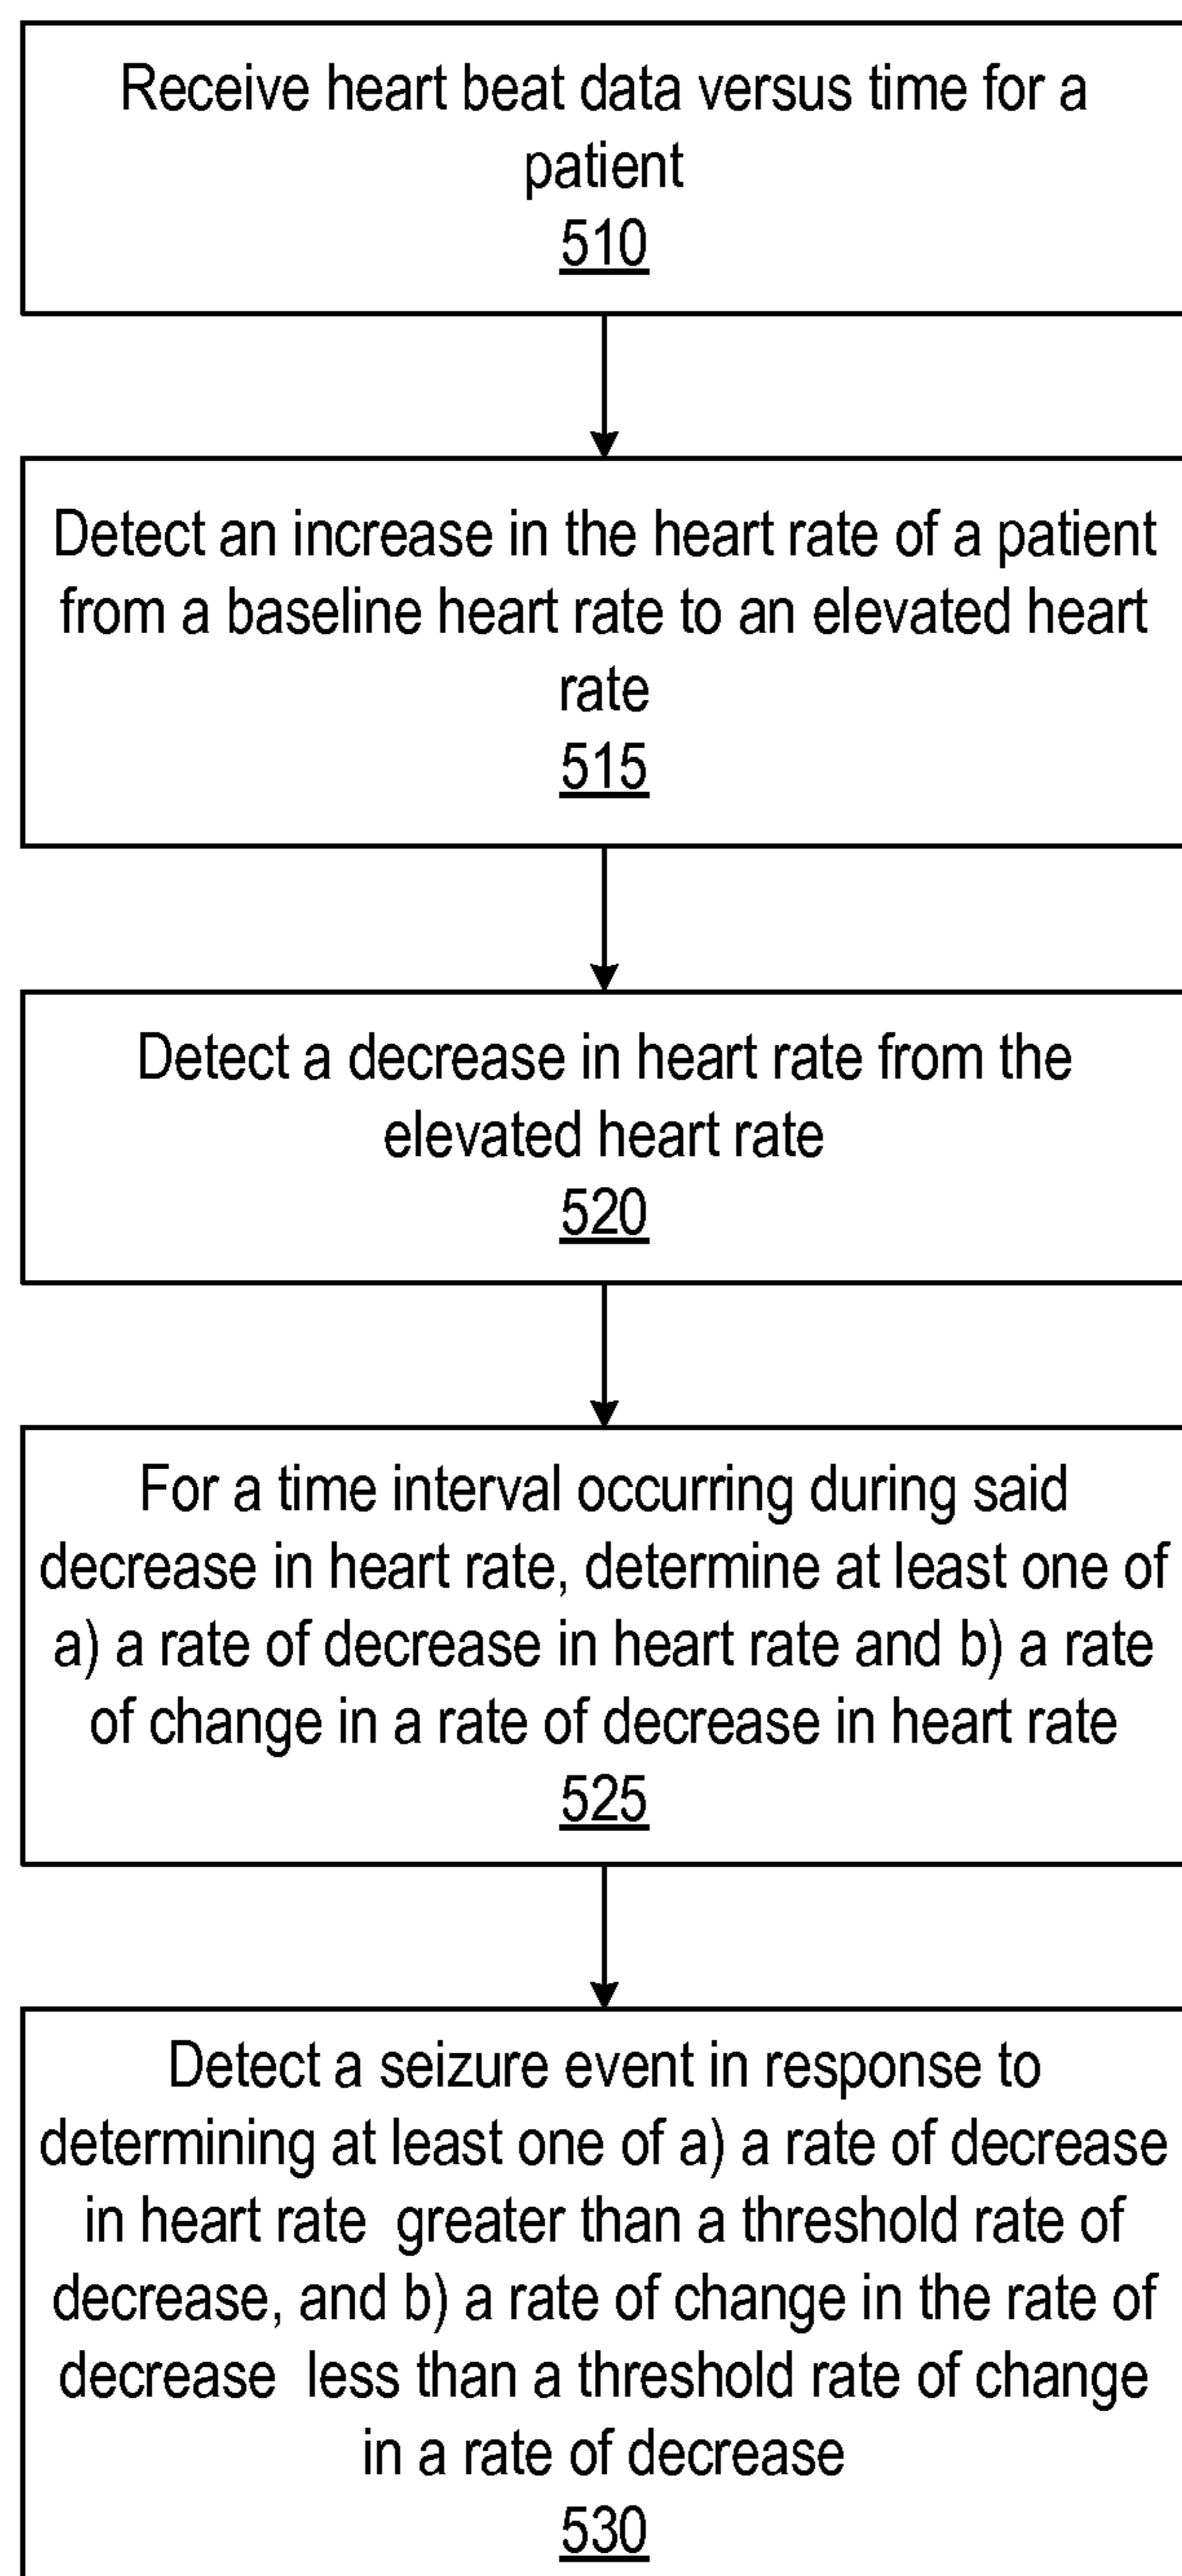 Receive heart beat data versus time for a
patient
510
Detect an increase in the heart rate of a patient
from a baseline heart rate to an elevated heart
rate
515
Detect a decrease in heart rate from the
elevated heart rate
520
For a time interval occurring during said
decrease in heart rate, determine at least one of
a) a rate of decrease in heart rate and b) a rate
of change in a rate of decrease in heart rate
525
Detect a seizure event in response to
determining at least one of a) a rate of decrease
in heart rate  greater than a threshold rate of
decrease, and b) a rate of change in the rate of
decrease  less than a threshold rate of change
in a rate of decrease
530